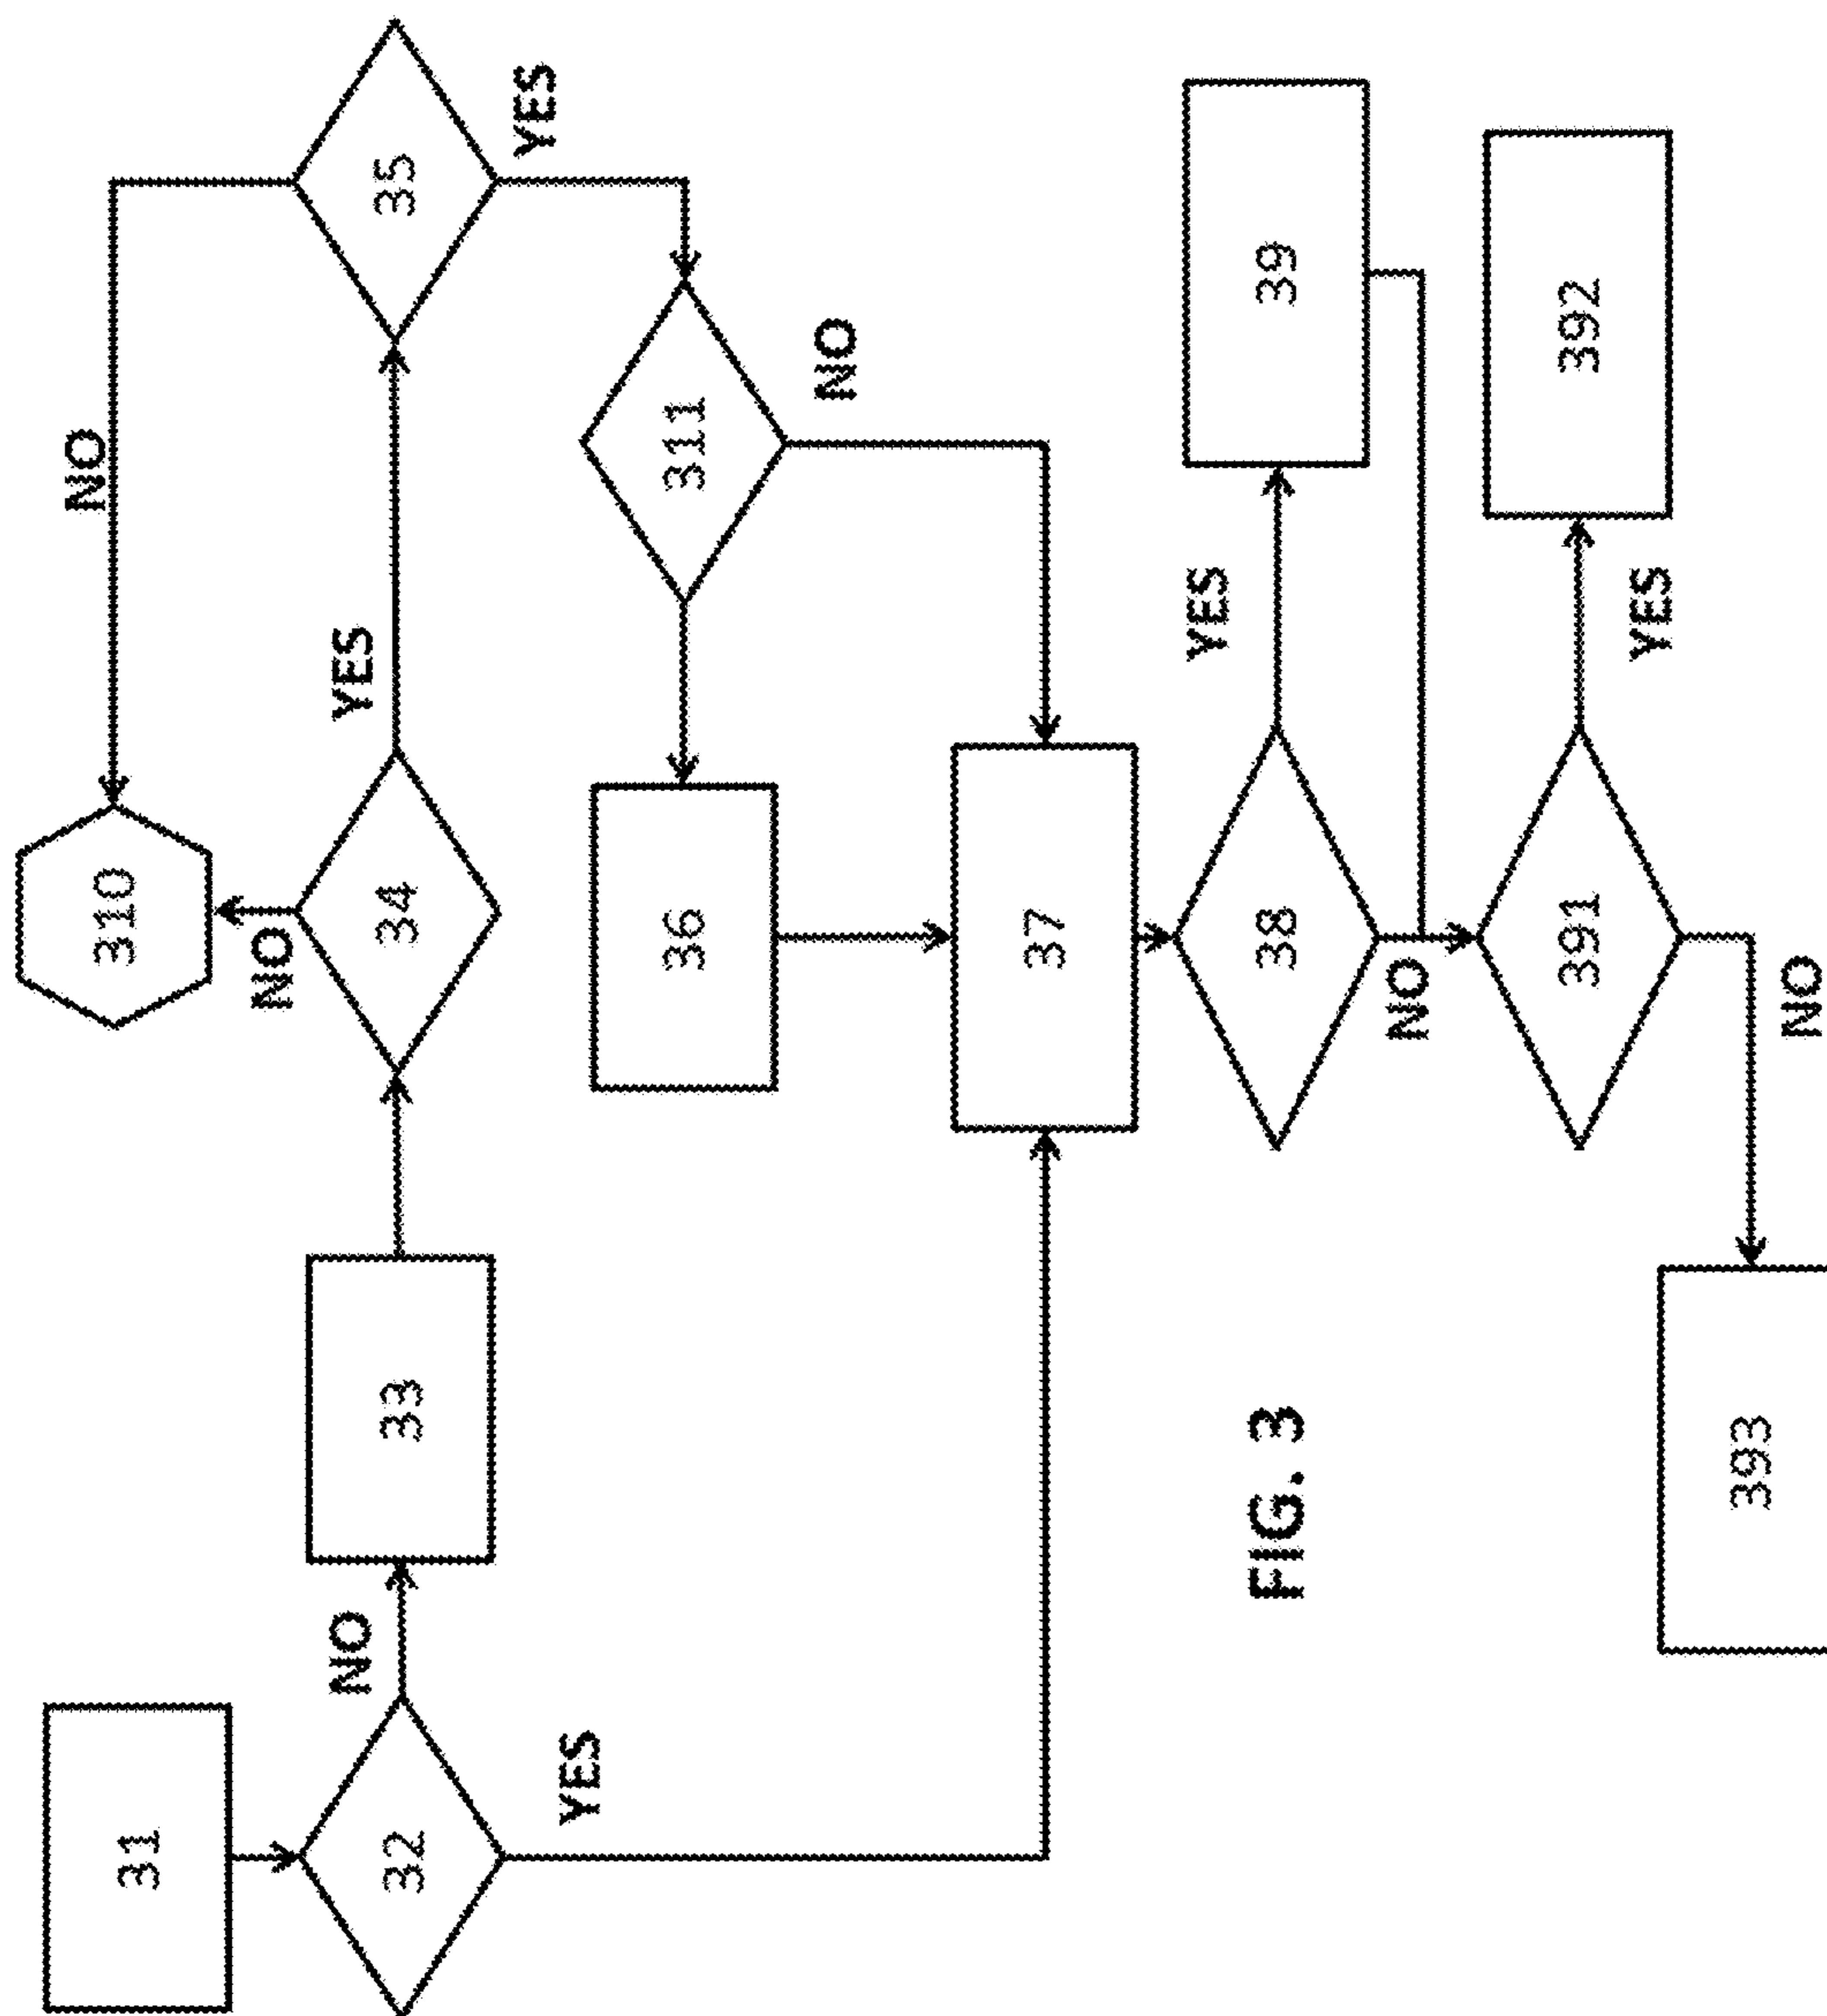 31
32
NO
YES
33
34
NO
YES
310
NO
35
YES
311
NO
36
37
38
YES
NO
39
391
YES
NO
392
393
FIG. 3